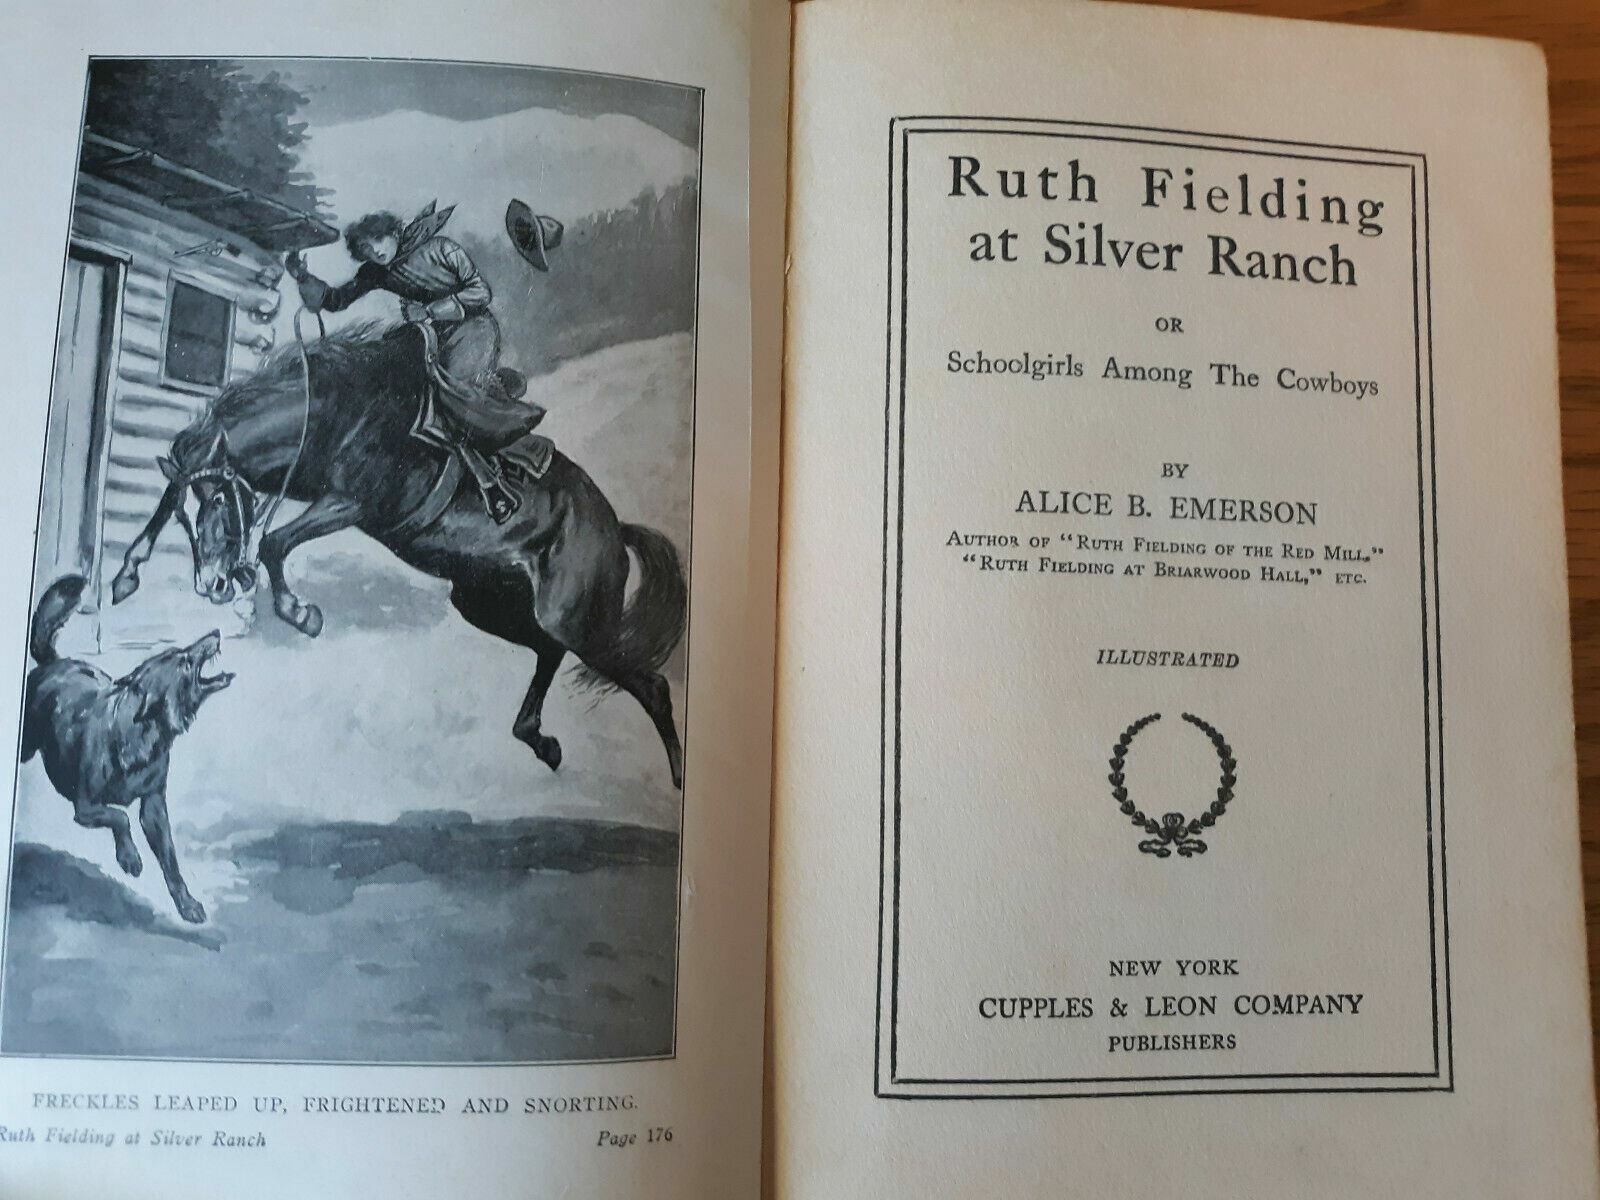 FRECKLES LEAPED UP, FRIGHTENED AND SNORTING.
Ruth Fielding at Silver Ranch Page 176
Ruth Fielding
at Silver Ranch
OR
Schoolgirls Among The Cowboys
BY
ALICE B. EMERSON
AUTHOR OF "RUTH FIELDING OF THE RED MILL,"
"RUTH FIELDING AT BRIARWOOD HALL," ETC.
ILLUSTRATED
NEW YORK
CUPPLES & LEON COMPANY
PUBLISHERS